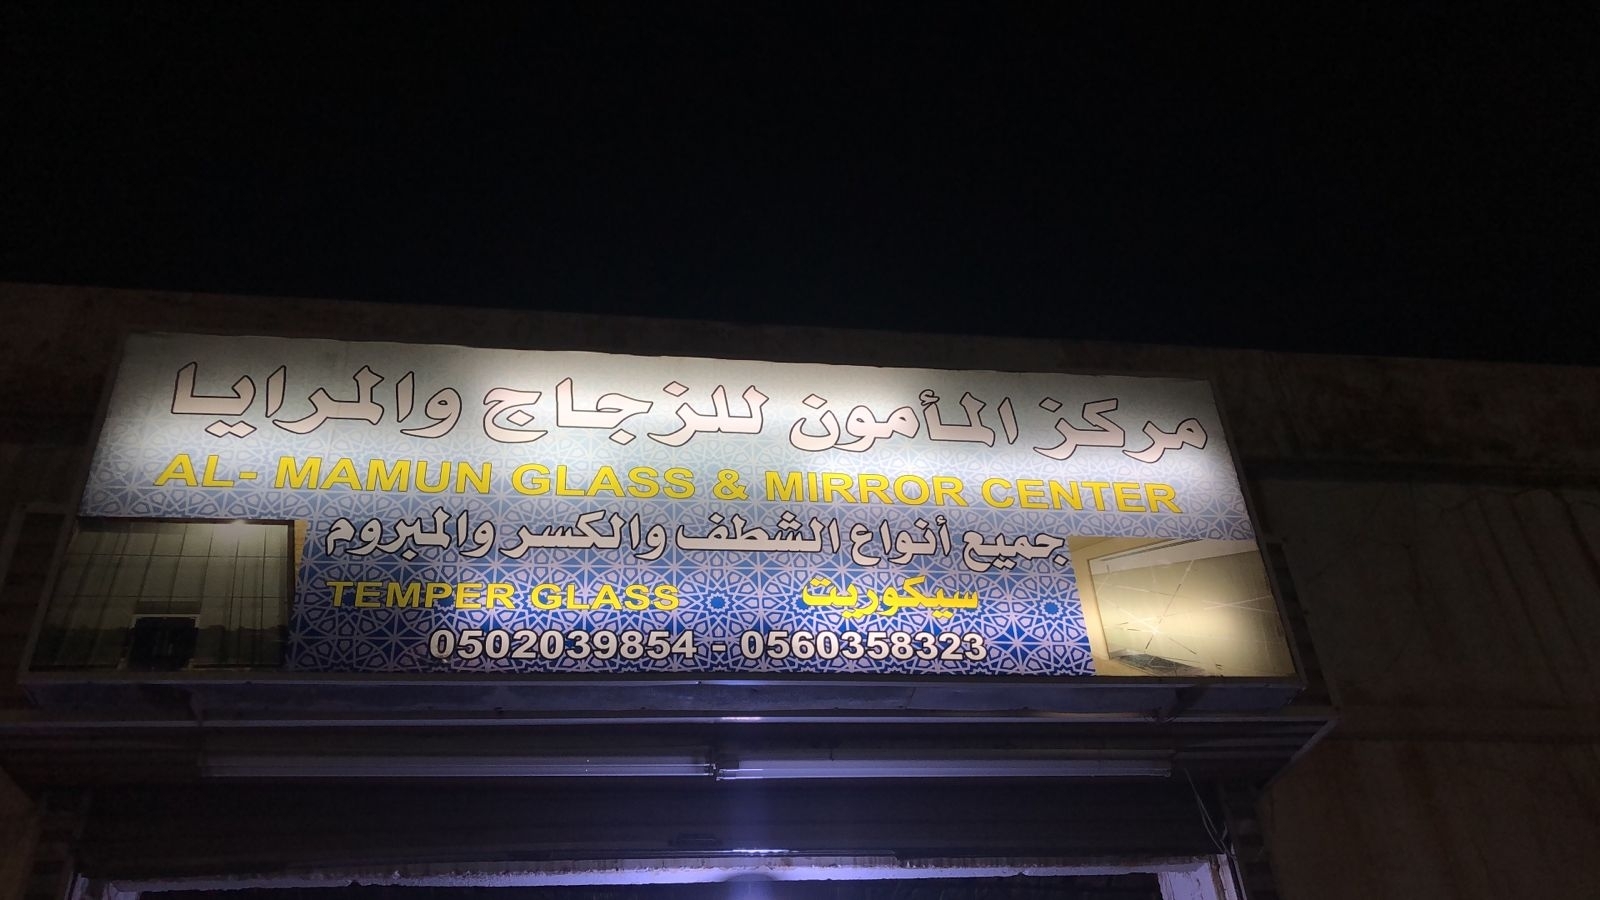 مركز المأمون للزجاج والمرايا
AL- MAMUN GLASS & MIRROR CENTER
جميع أنواع الشطف والكسر والمبروم
TEMPER GLASS سيكوريت
0502039854 - 0560358323